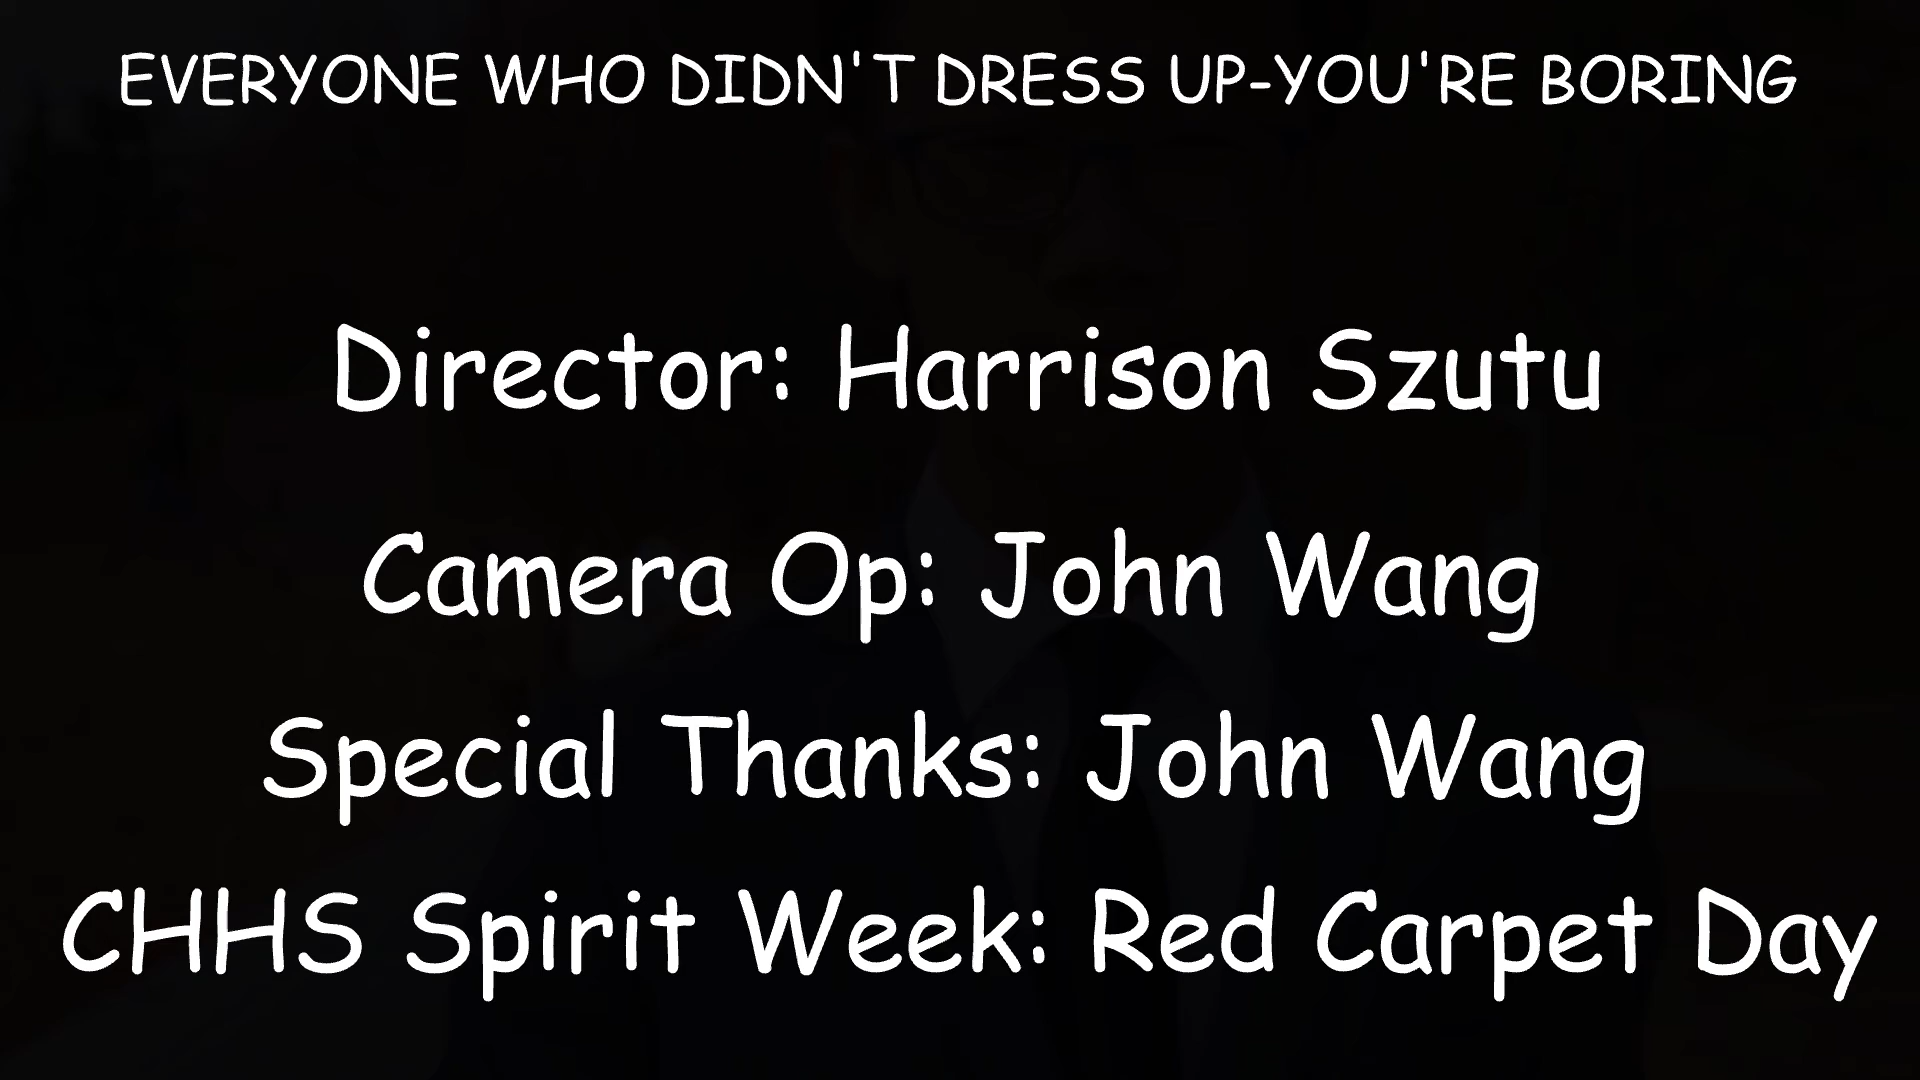 EVERYONE WHO DIDN'T DRESS UP-YOU'RE BORING
Director: Harrison Szutu
Camera Op: John Wang
Special Thanks: John Wang
CHHS Spirit Week: Red Carpet Day